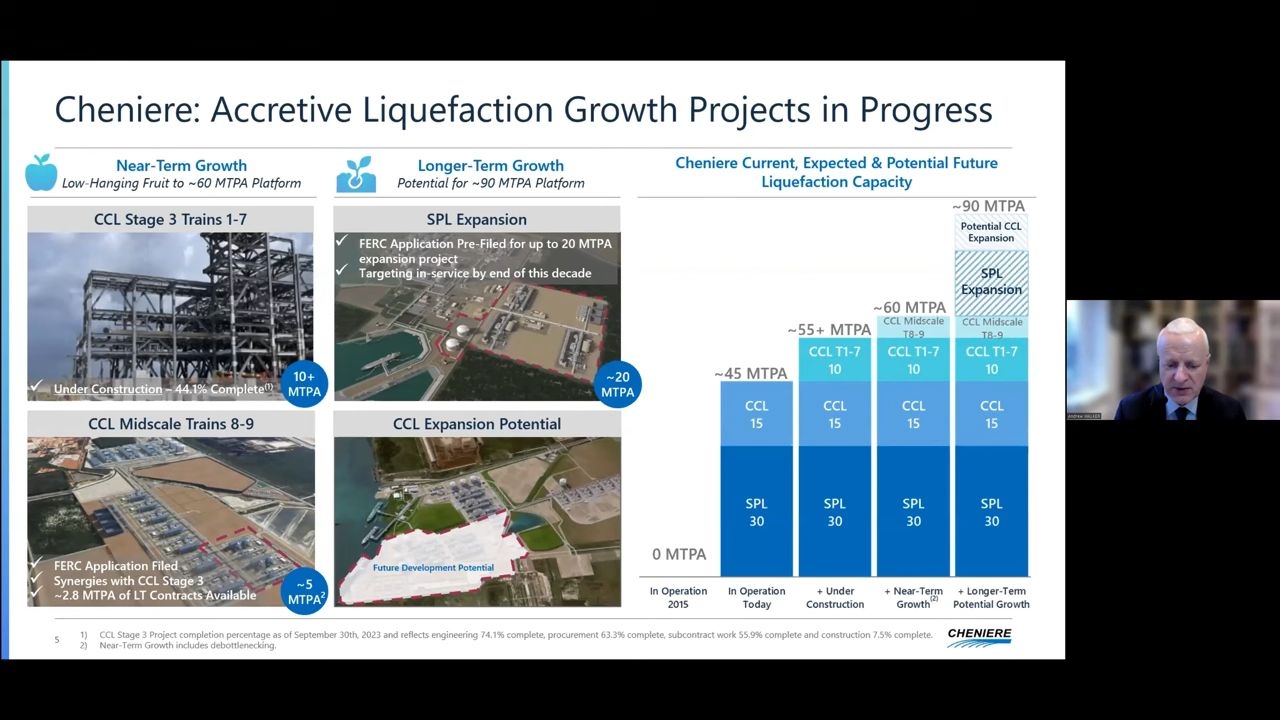 Cheniere: Accretive Liquefaction Growth Projects in Progress
Near-Term Growth
Low-Hanging Fruit to ~60 MTPA Platform
CCL Stage 3 Trains 1-7
Under Construction – 44.1% Complete(1)
10+
MTPA
CCL Midscale Trains 8-9
FERC Application Filed
Synergies with CCL Stage 3
~2.8 MTPA of LT Contracts Available
~5
MTPA2
Longer-Term Growth
Potential for ~90 MTPA Platform
SPL Expansion
FERC Application Pre-Filed for up to 20 MTPA
expansion project
Targeting in-service by end of this decade
~20
MTPA
CCL Expansion Potential
Future Development Potential
Cheniere Current, Expected & Potential Future
Liquefaction Capacity
0 MTPA
In Operation
2015
~45 MTPA
CCL
15
SPL
30
In Operation
Today
~55+ MTPA
CCL T1-7
10
CCL
15
SPL
30
+ Under
Construction
~60 MTPA
CCL Midscale
T8-9
CCL T1-7
10
CCL
15
SPL
30
+ Near-Term
Growth(2)
~90 MTPA
Potential CCL
Expansion
SPL
Expansion
CCL Midscale
T8-9
CCL T1-7
10
CCL
15
SPL
30
+ Longer-Term
Potential Growth
5
1) CCL Stage 3 Project completion percentage as of September 30th, 2023 and reflects engineering 74.1% complete, procurement 63.3% complete, subcontract work 55.9% complete and construction 7.5% complete.
2) Near-Term Growth includes debottlenecking.
CHENIERE
Andrew WALKER